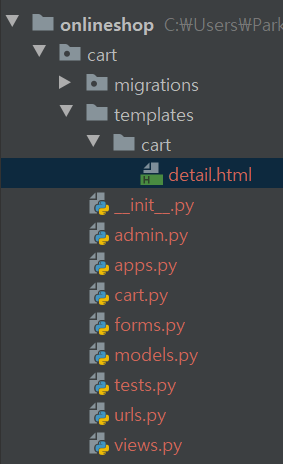 onlineshop C:₩Users₩Park
cart
migrations
templates
cart
detail.html
__init__.py
admin.py
apps.py
cart.py
forms.py
models.py
tests.py
urls.py
views.py